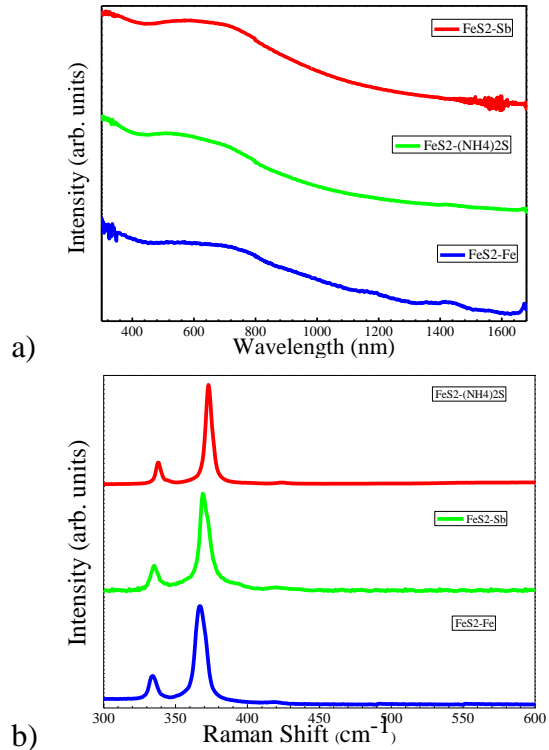 FeS2-Sb
FeS2-(NH4)2S
FeS2-Fe
Intensity (arb. units)
400 600 800 1000 1200 1400 1600
Wavelength (nm)
a)
FeS2-(NH4)2S
FeS2-Sb
FeS2-Fe
Intensity (arb. units)
300 350 400 450 500 550 600
Raman Shift (cm-1)
b)